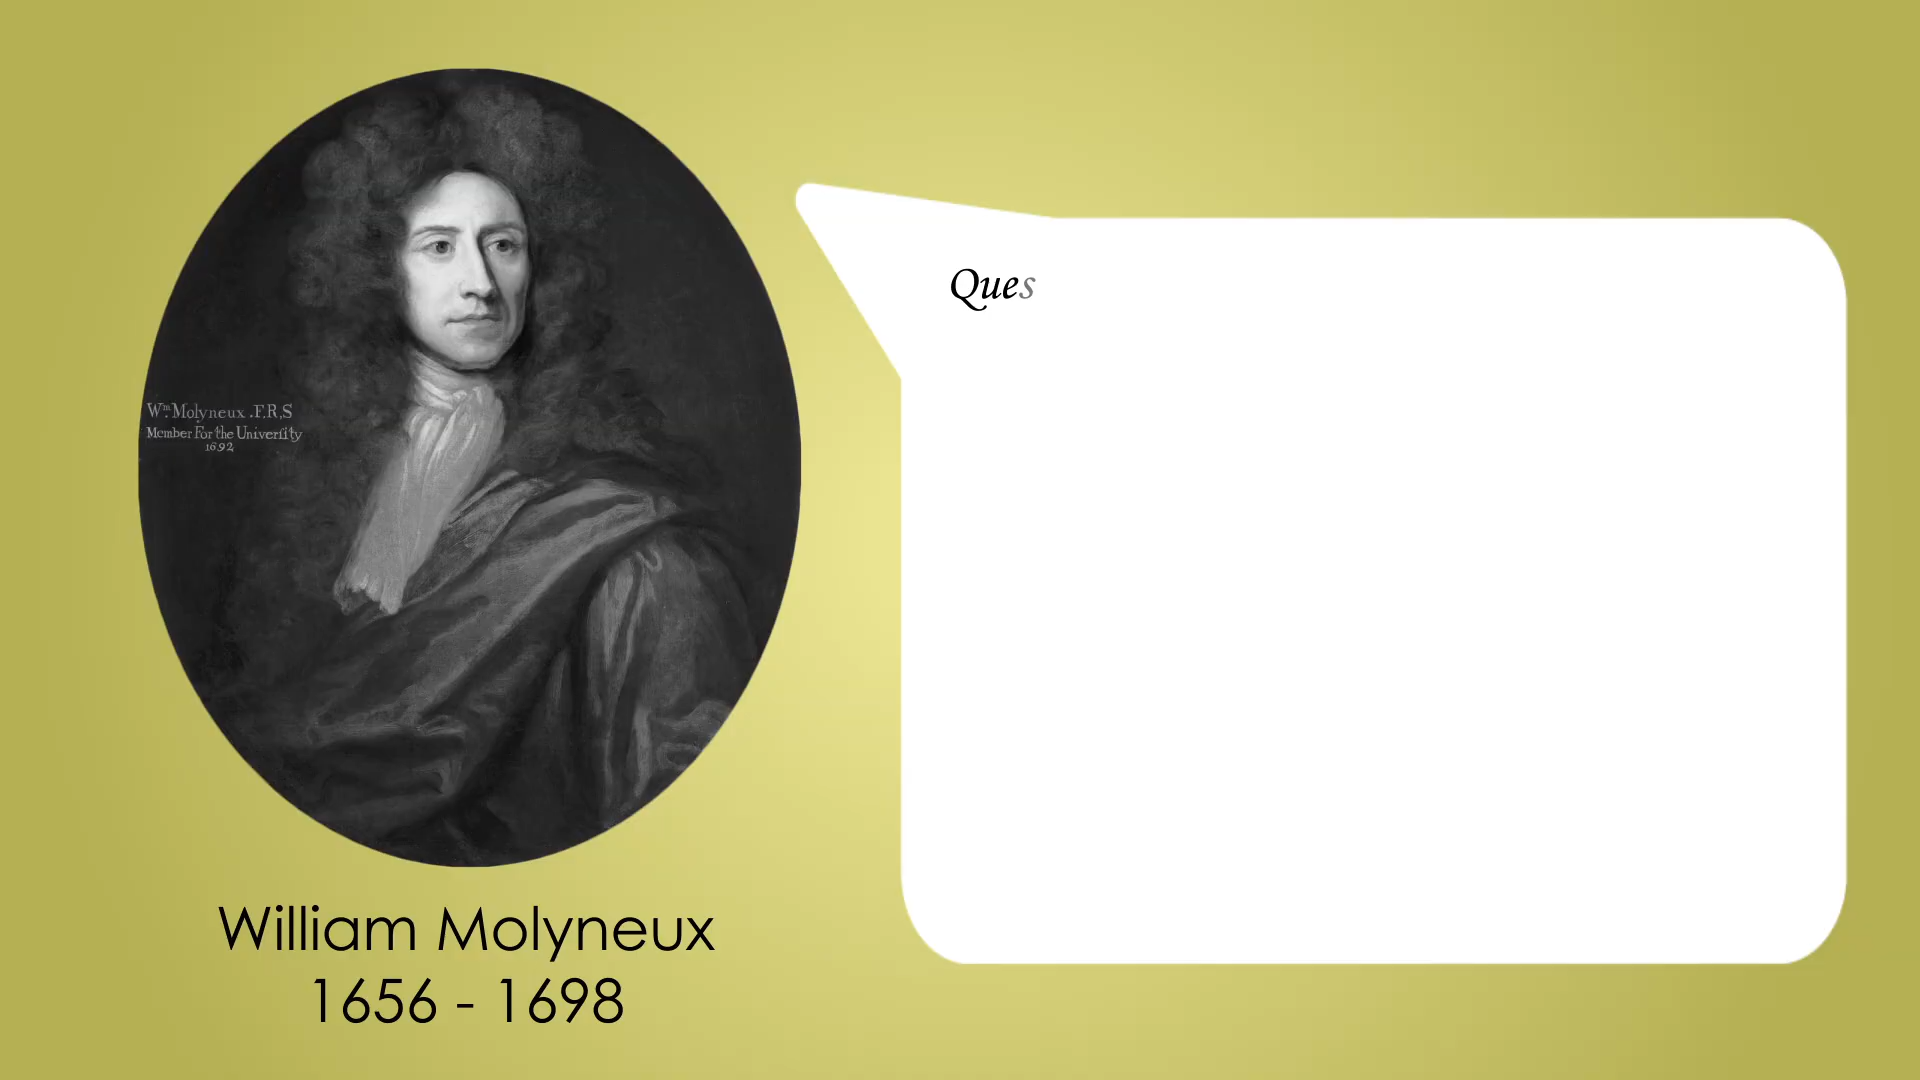 Wm. Molyneux .F.R.S
Member For the Univerſity
1692
Ques
William Molyneux
1656 - 1698